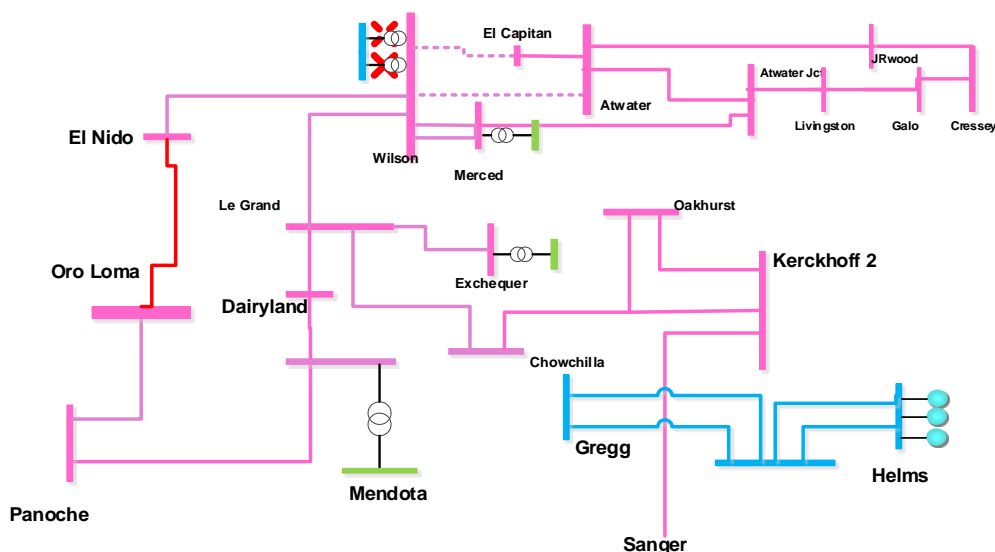 El Capitan
JRwood
Atwater Jct
Atwater
El Nido
Livingston
Galo
Cressey
Wilson
Merced
Le Grand
Oakhurst
Kerckhoff 2
Oro Loma
Exchequer
Dairyland
Chowchilla
Gregg
Helms
Mendota
Panoche
Sanger